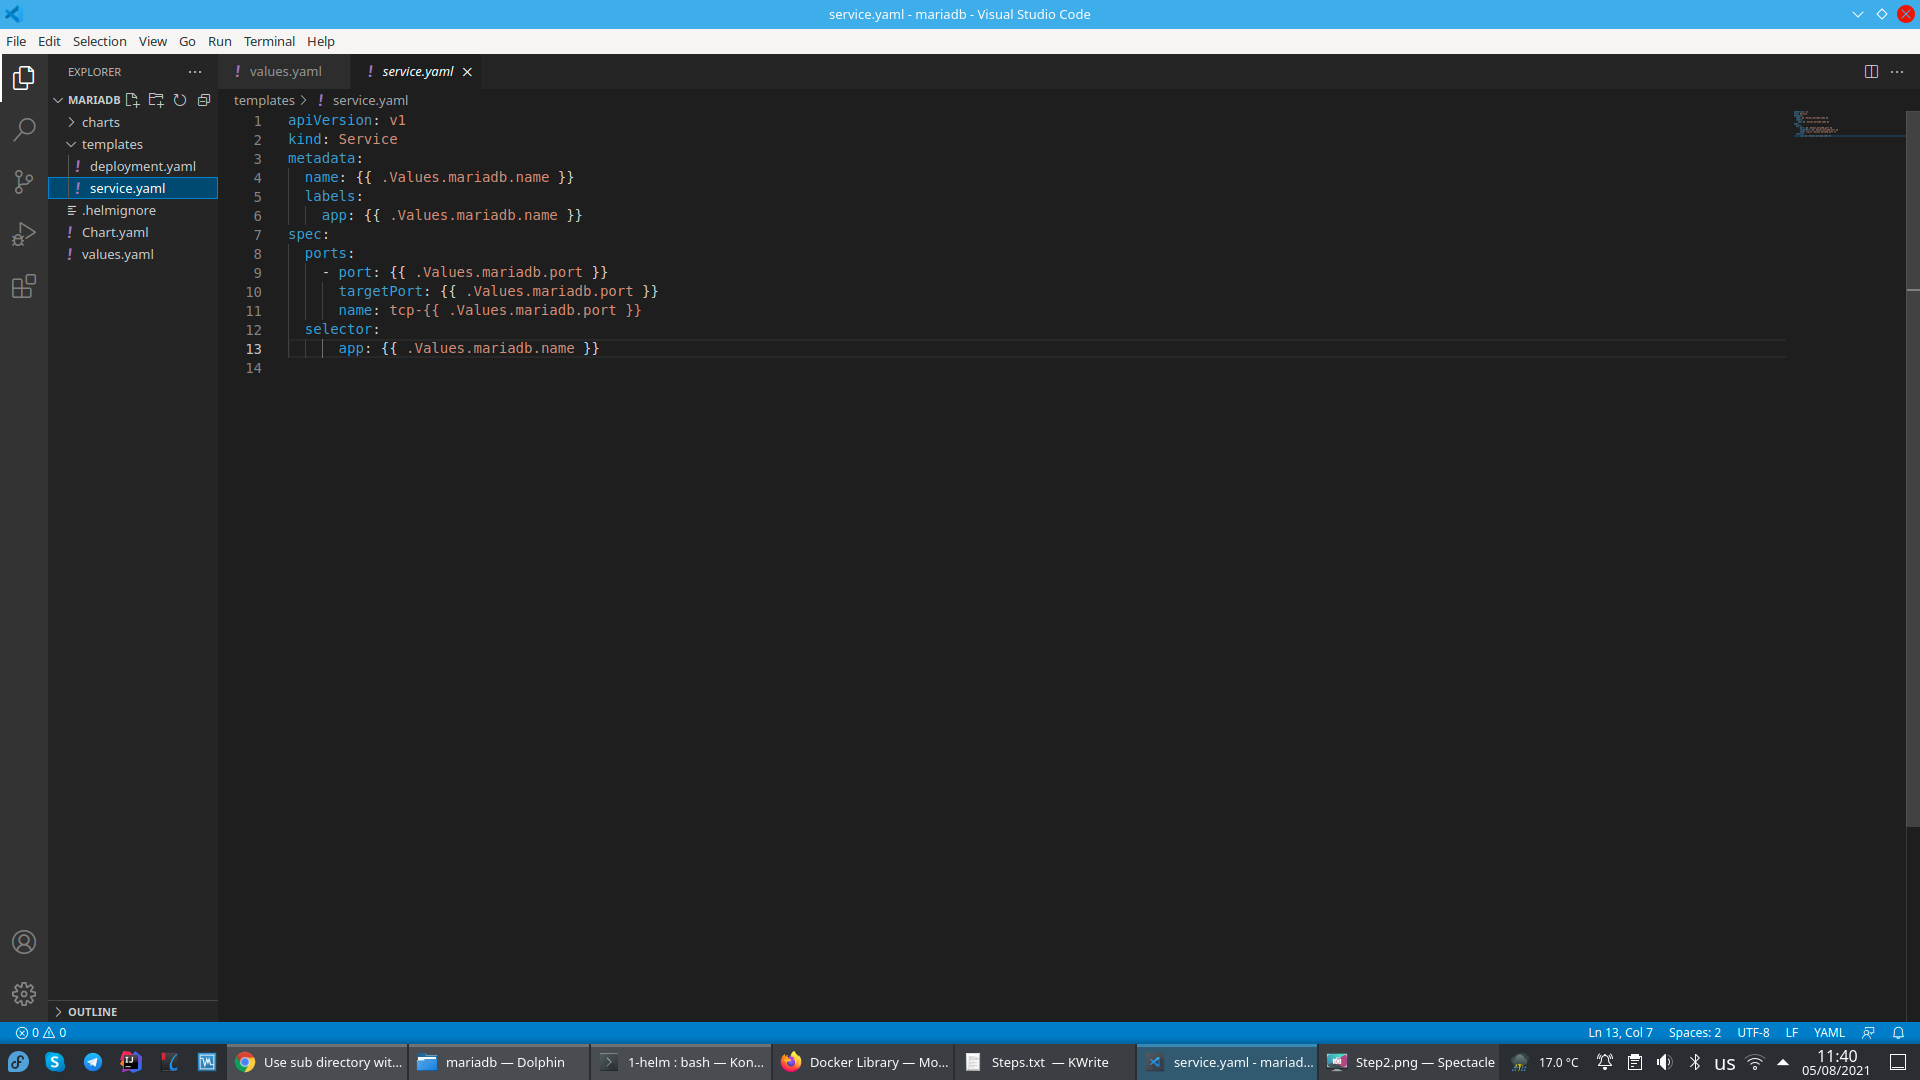 service.yaml - mariadb - Visual Studio Code
File Edit Selection View Go Run Terminal Help
EXPLORER
values.yaml
service.yaml
MARIADB
templates > service.yaml
charts
templates
deployment.yaml
service.yaml
.helmignore
Chart.yaml
values.yaml
1 apiVersion: v1
2 kind: Service
3 metadata:
4   name: {{ .Values.mariadb.name }}
5   labels:
6     app: {{ .Values.mariadb.name }}
7 spec:
8   ports:
9     - port: {{ .Values.mariadb.port }}
10       targetPort: {{ .Values.mariadb.port }}
11       name: tcp-{{ .Values.mariadb.port }}
12   selector:
13       app: {{ .Values.mariadb.name }}
14
OUTLINE
0 0 Ln 13, Col 7 Spaces: 2 UTF-8 LF YAML
Use sub directory wit... mariadb — Dolphin 1-helm : bash — Kon... Docker Library — Mo... Steps.txt — KWrite service.yaml - mariad... Step2.png — Spectacle 17.0 °C us 11:40
05/08/2021